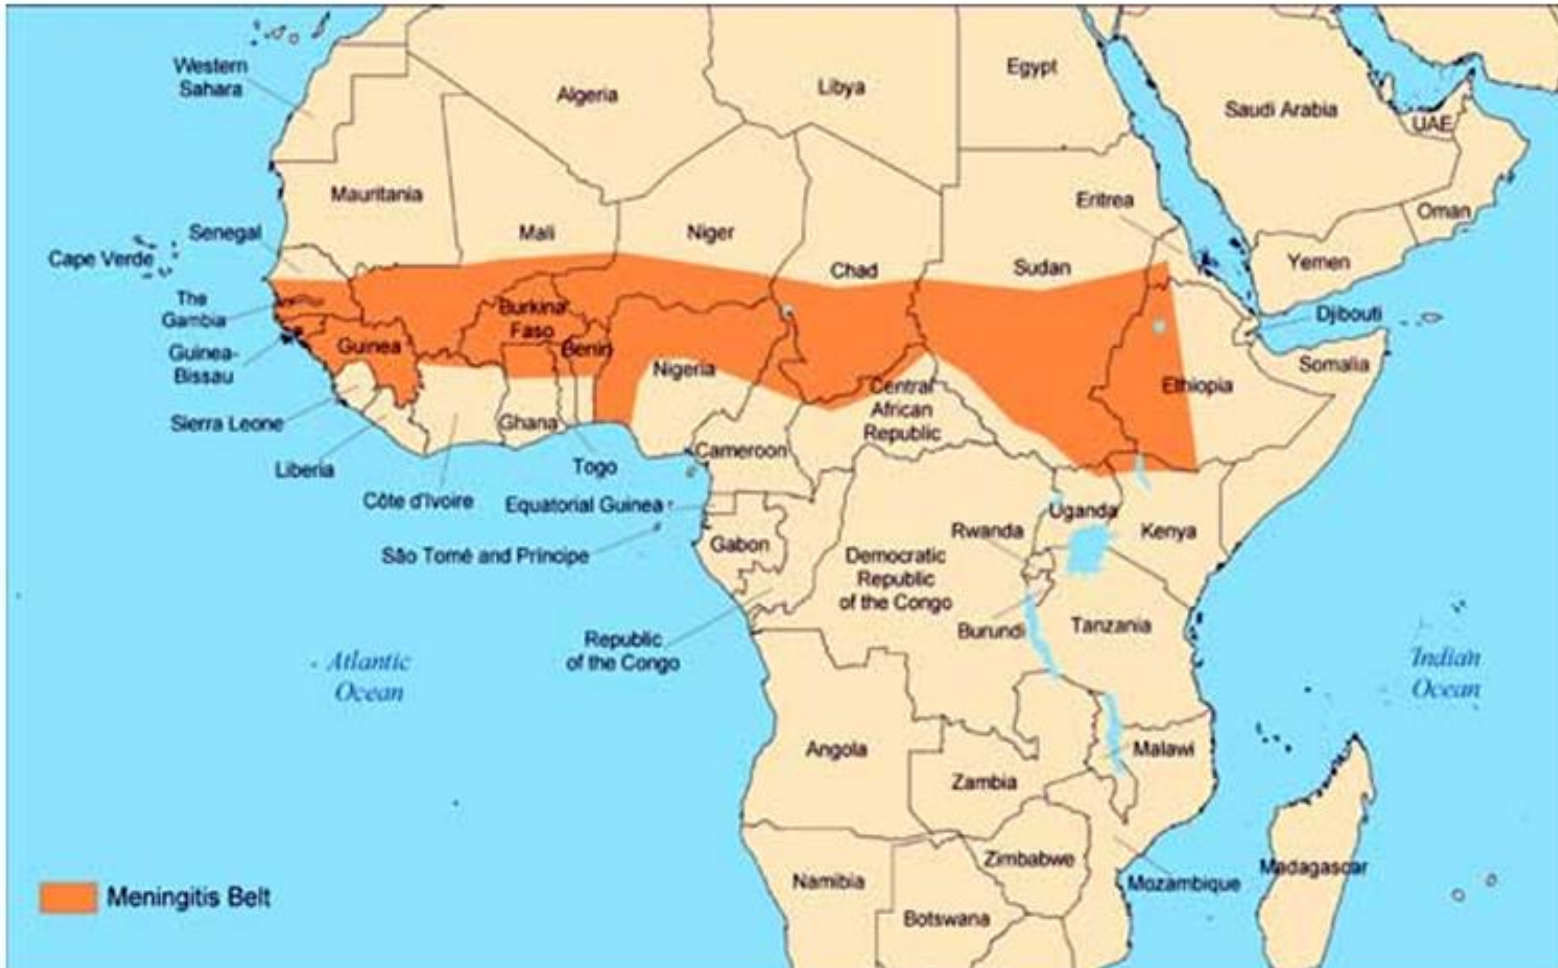 Western
Sahara
Algeria
Libya
Egypt
Saudi Arabia
UAE
Mauritania
Mali
Niger
Chad
Sudan
Eritrea
Oman
Yemen
Senegal
Cape Verde
The
Gambia
Guinea-
Bissau
Guinea
Burkina
Faso
Benin
Nigeria
Djibouti
Somalia
Ethiopia
Central
African
Republic
Sierra Leone
Liberia
Côte d'Ivoire
Ghana
Togo
Cameroon
Equatorial Guinea
São Tomé and Príncipe
Gabon
Republic
of the Congo
Democratic
Republic
of the Congo
Rwanda
Uganda
Kenya
Burundi
Tanzania
Atlantic
Ocean
Indian
Ocean
Angola
Zambia
Malawi
Zimbabwe
Mozambique
Madagascar
Namibia
Botswana
Meningitis Belt